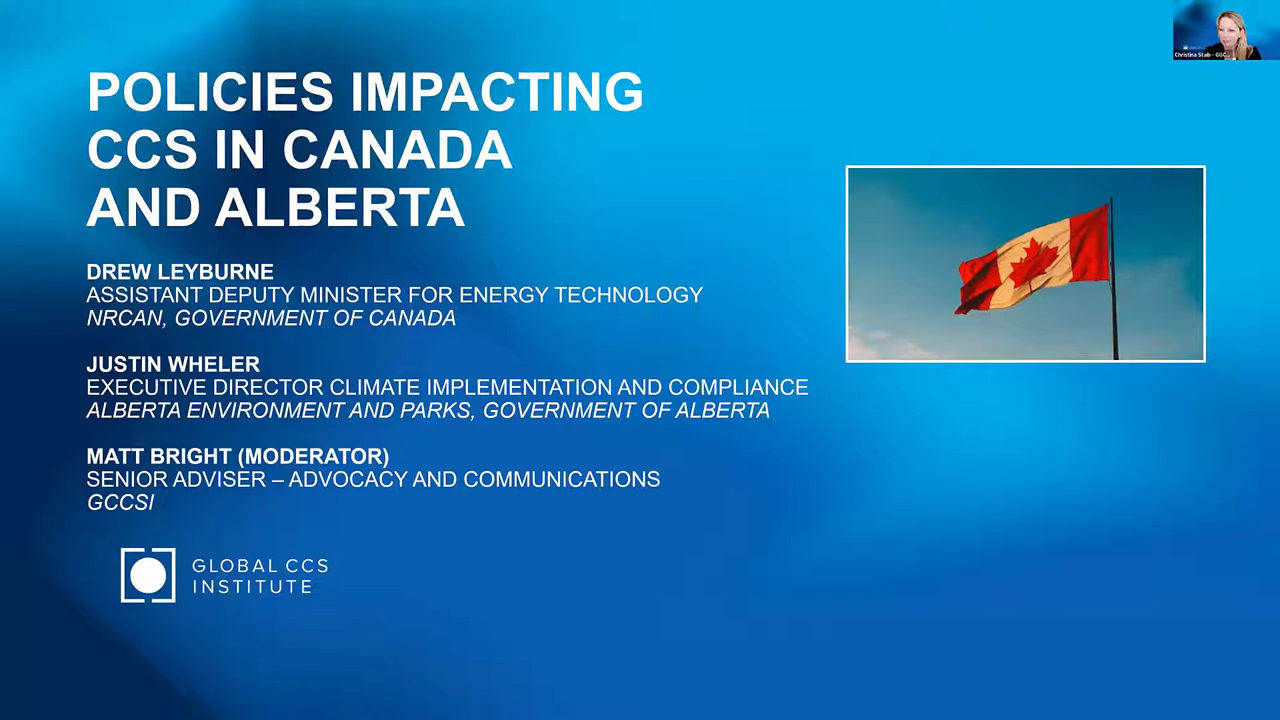 POLICIES IMPACTING
CCS IN CANADA
AND ALBERTA
DREW LEYBURNE
ASSISTANT DEPUTY MINISTER FOR ENERGY TECHNOLOGY
NRCAN, GOVERNMENT OF CANADA
JUSTIN WHELER
EXECUTIVE DIRECTOR CLIMATE IMPLEMENTATION AND COMPLIANCE
ALBERTA ENVIRONMENT AND PARKS, GOVERNMENT OF ALBERTA
MATT BRIGHT (MODERATOR)
SENIOR ADVISER – ADVOCACY AND COMMUNICATIONS
GCCSI
GLOBAL CCS
INSTITUTE
Christina Staib